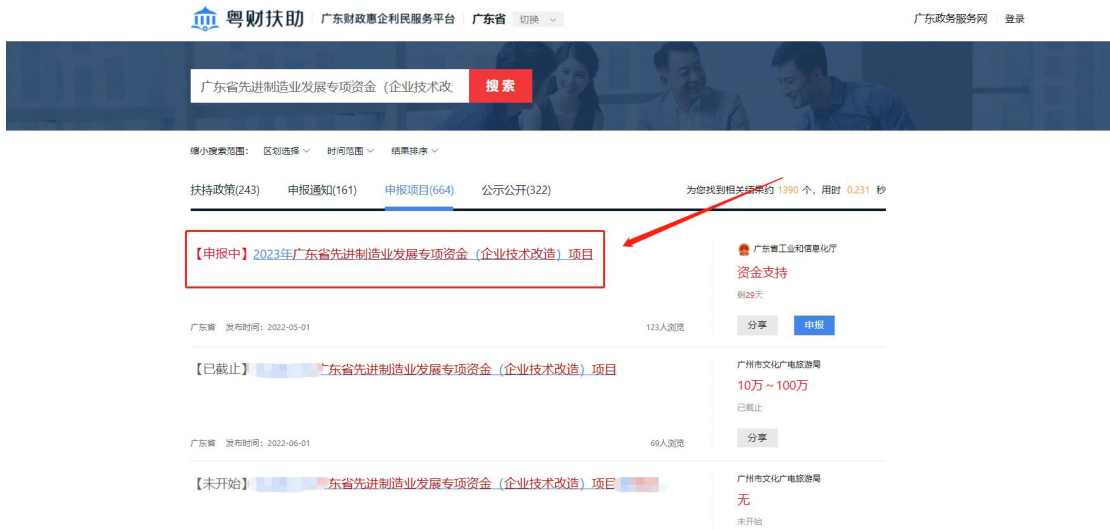 粤财扶助 广东财政惠企利民服务平台 广东省 切换 广东政务服务网 登录
广东省先进制造业发展专项资金（企业技术改 搜索
缩小搜索范围： 区划选择 时间范围 结果排序
扶持政策(243) 申报通知(161) 申报项目(664) 公示公开(322) 为您找到相关结果约 1390 个，用时 0.231 秒
【申报中】2023年广东省先进制造业发展专项资金（企业技术改造）项目
广东省工业和信息化厅
资金支持
剩29天
分享 申报
广东省 发布时间：2022-05-01 123人浏览
【已截止】广东省先进制造业发展专项资金（企业技术改造）项目
广州市文化广电旅游局
10万～100万
已截止
分享
广东省 发布时间：2022-06-01 69人浏览
【未开始】东省先进制造业发展专项资金（企业技术改造）项目
广州市文化广电旅游局
无
未开始